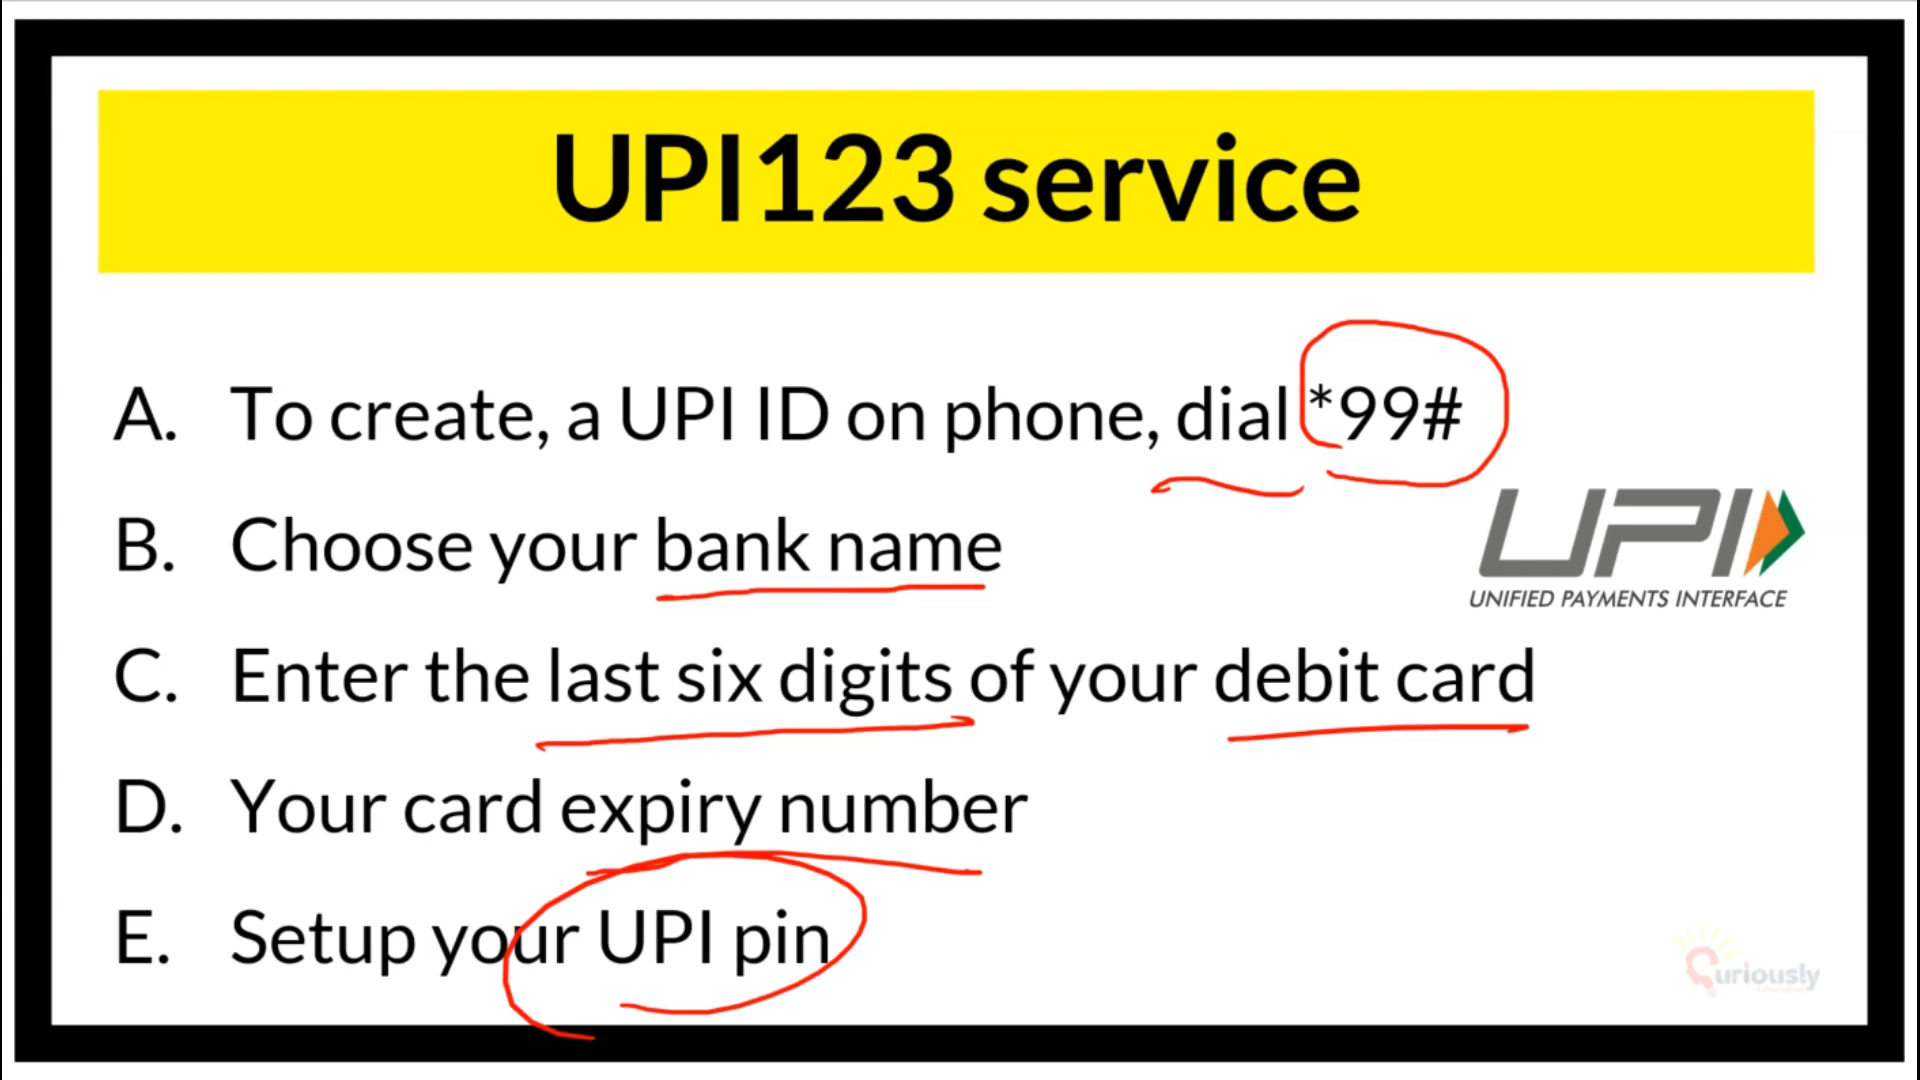 UPI123 service
A. To create, a UPI ID on phone, dial *99#
B. Choose your bank name
UPI
UNIFIED PAYMENTS INTERFACE
C. Enter the last six digits of your debit card
D. Your card expiry number
E. Setup your UPI pin
Curiously